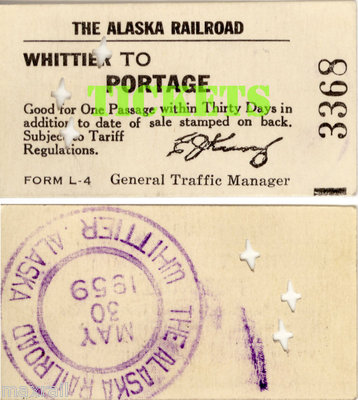 THE ALASKA RAILROAD
WHITTIER TO
PORTAGE
TICKETS
Good for One Passage within Thirty Days in
addition to date of sale stamped on back.
Subject to Tariff
Regulations.
FORM L-4 General Traffic Manager
3368
THE ALASKA RAILROAD
WHITTIER, ALASKA
MAY
30
1959
maxrail